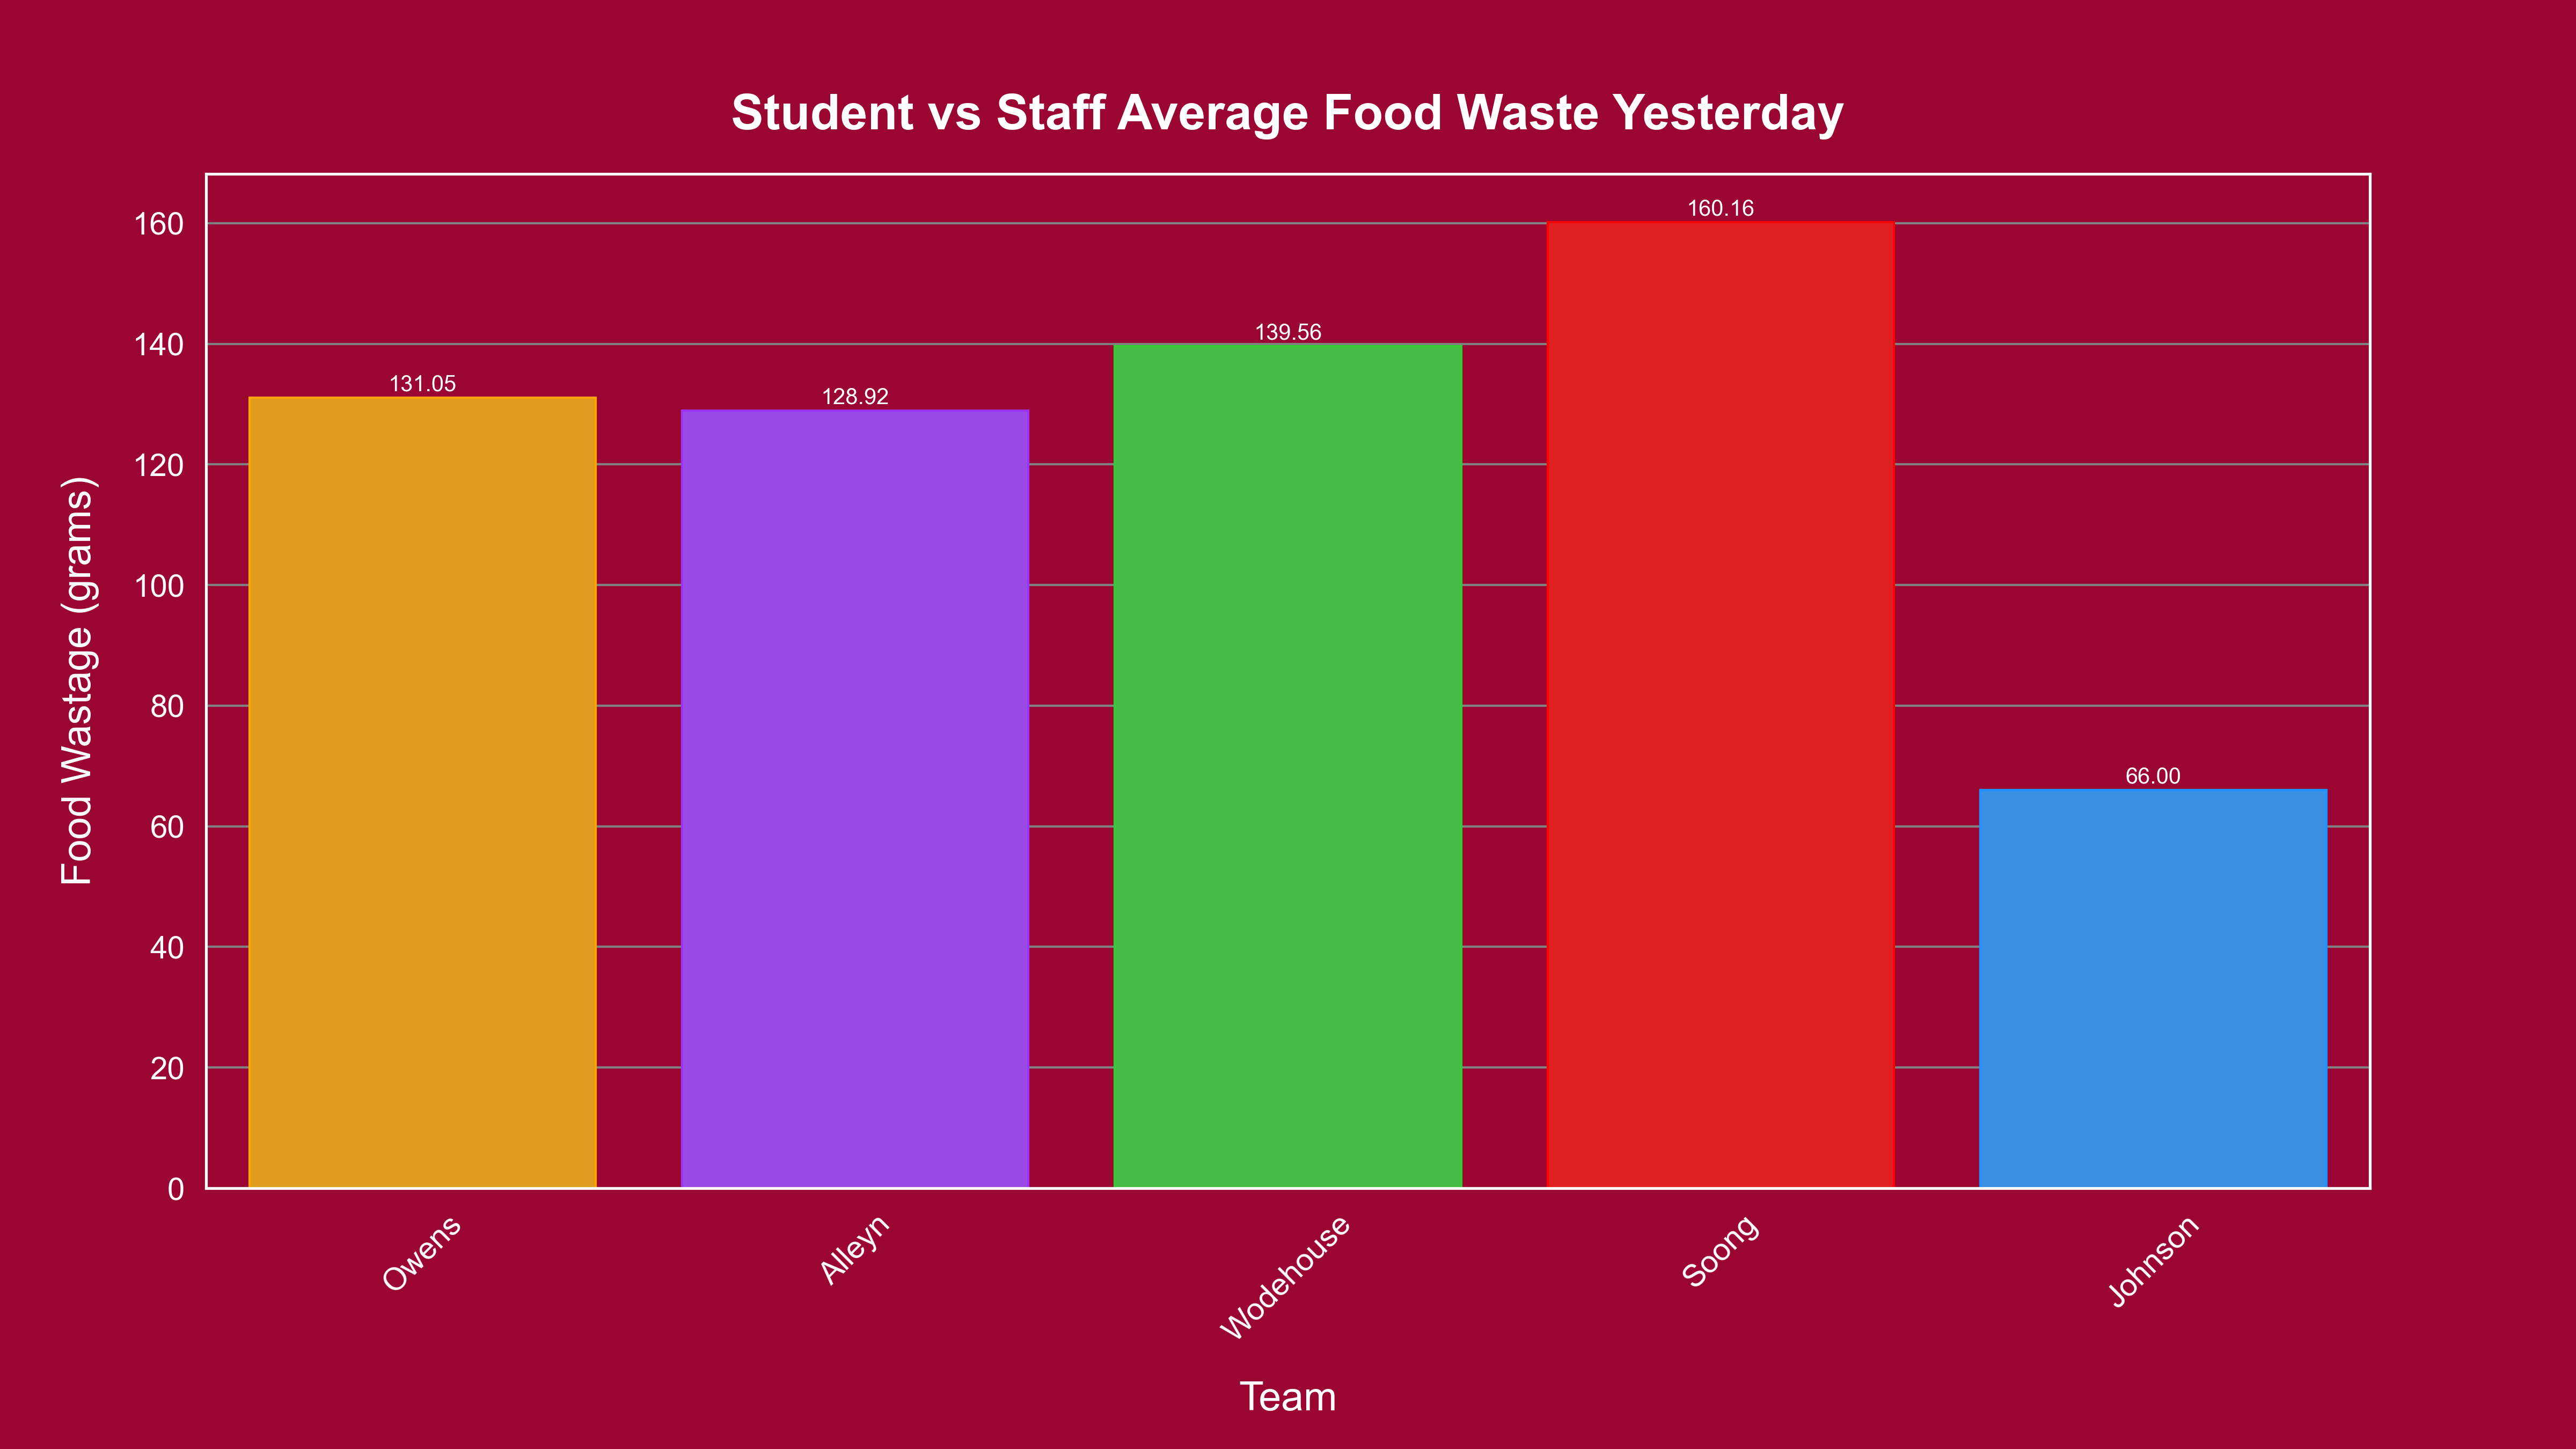 Student vs Staff Average Food Waste Yesterday
Food Wastage (grams)
160
140
120
100
80
60
40
20
0
131.05
128.92
139.56
160.16
66.00
Owens
Alleyn
Wodehouse
Soong
Johnson
Team